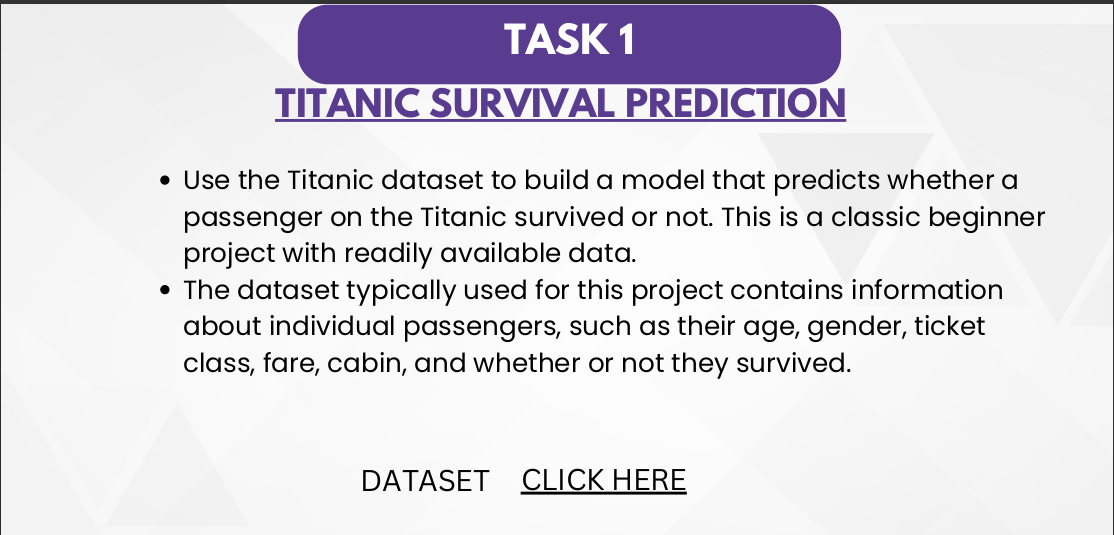 TASK 1
TITANIC SURVIVAL PREDICTION
• Use the Titanic dataset to build a model that predicts whether a
passenger on the Titanic survived or not. This is a classic beginner
project with readily available data.
• The dataset typically used for this project contains information
about individual passengers, such as their age, gender, ticket
class, fare, cabin, and whether or not they survived.
DATASET CLICK HERE